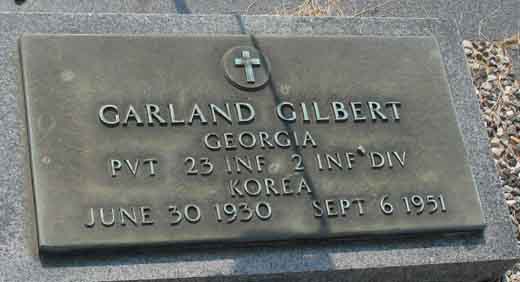 GARLAND GILBERT
GEORGIA
PVT 23 INF 2 INF DIV
KOREA
JUNE 30 1930 SEPT 6 1951